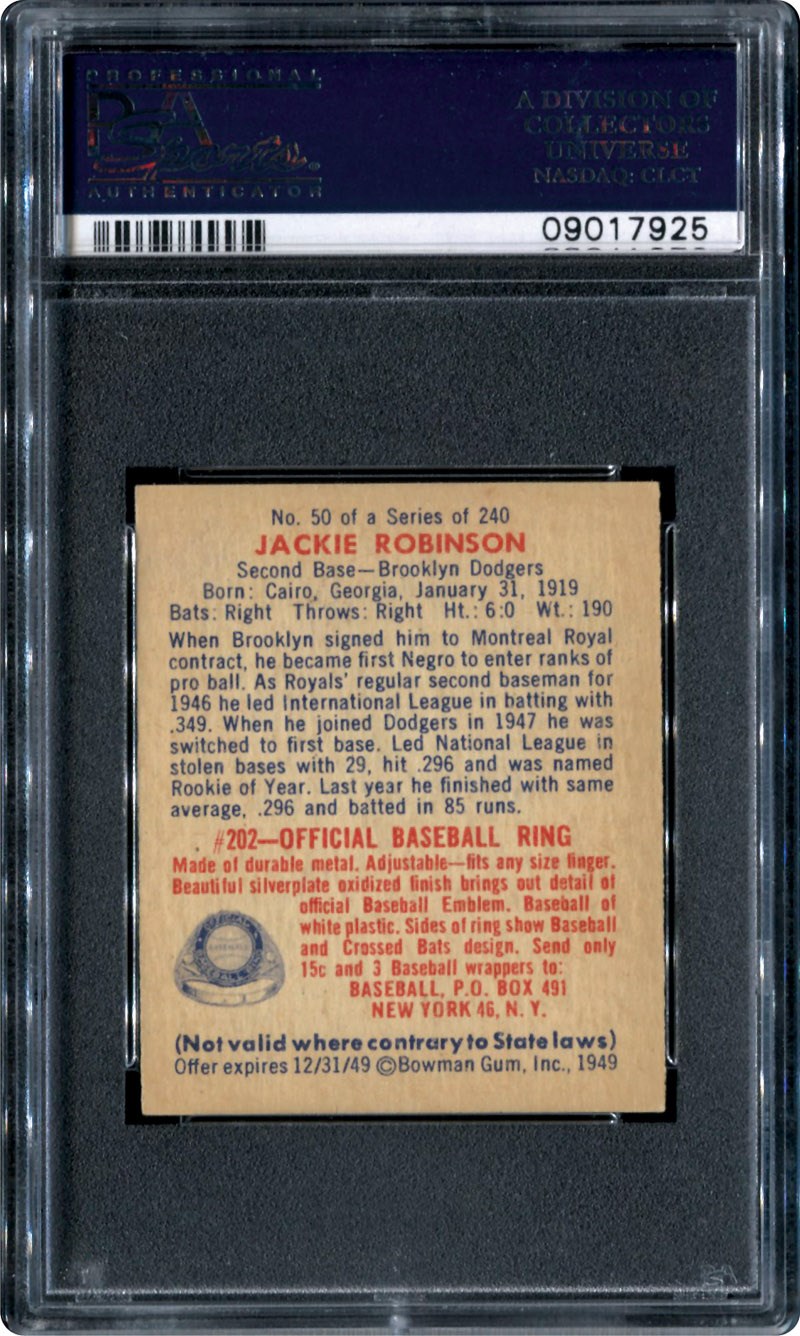 PROFESSIONAL
PSA
Sports
AUTHENTICATOR
A DIVISION OF
COLLECTORS
UNIVERSE
NASDAQ: CLCT
09017925
No. 50 of a Series of 240
JACKIE ROBINSON
Second Base—Brooklyn Dodgers
Born: Cairo, Georgia, January 31, 1919
Bats: Right Throws: Right Ht.: 6:0 Wt.: 190
When Brooklyn signed him to Montreal Royal
contract, he became first Negro to enter ranks of
pro ball. As Royals' regular second baseman for
1946 he led International League in batting with
.349. When he joined Dodgers in 1947 he was
switched to first base. Led National League in
stolen bases with 29, hit .296 and was named
Rookie of Year. Last year he finished with same
average, .296 and batted in 85 runs.
#202—OFFICIAL BASEBALL RING
Made of durable metal. Adjustable—fits any size finger.
Beautiful silverplate oxidized finish brings out detail of
official Baseball Emblem. Baseball of
white plastic. Sides of ring show Baseball
and Crossed Bats design. Send only
15c and 3 Baseball wrappers to:
BASEBALL, P.O. BOX 491
NEW YORK 46, N. Y.
OFFICIAL
BASEBALL
BASEBALL RING
(Not valid where contrary to State laws)
Offer expires 12/31/49 ©Bowman Gum, Inc., 1949
PSA